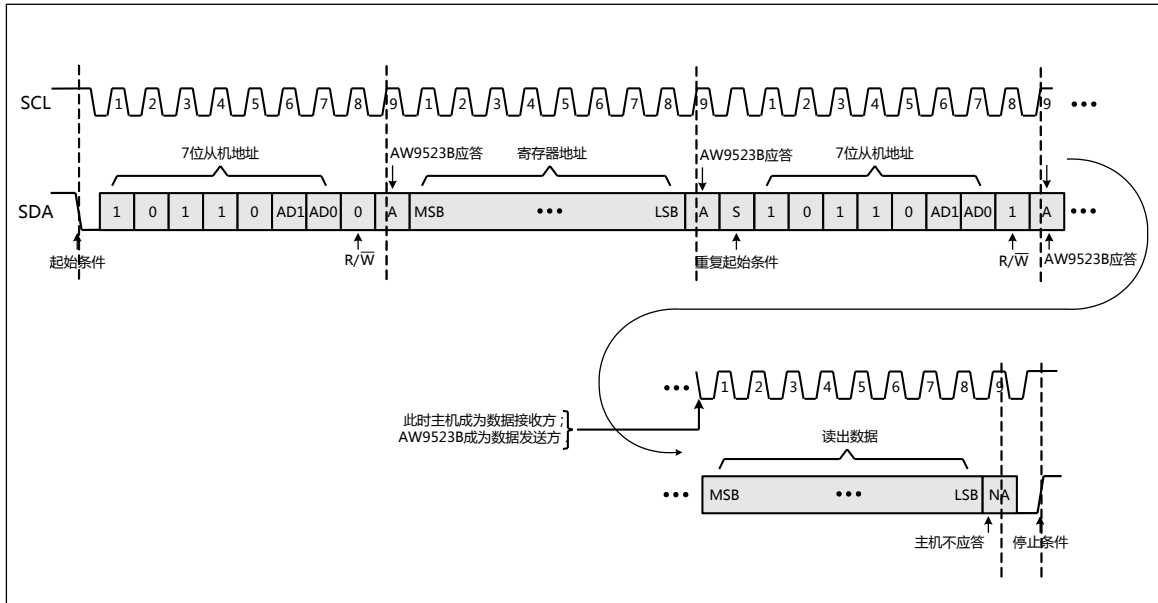 SCL 1 2 3 4 5 6 7 8 9 1 2 3 4 5 6 7 8 9 1 2 3 4 5 6 7 8 9 •••
7位从机地址 AW9523B应答 寄存器地址 AW9523B应答 7位从机地址
SDA 1 0 1 1 0 AD1 AD0 0 A MSB ••• LSB A S 1 0 1 1 0 AD1 AD0 1 A •••
起始条件 R/W̅ 重复起始条件 R/W̅ AW9523B应答
••• 1 2 3 4 5 6 7 8 9
此时主机成为数据接收方;
AW9523B成为数据发送方
读出数据
••• MSB ••• LSB NA
主机不应答 停止条件